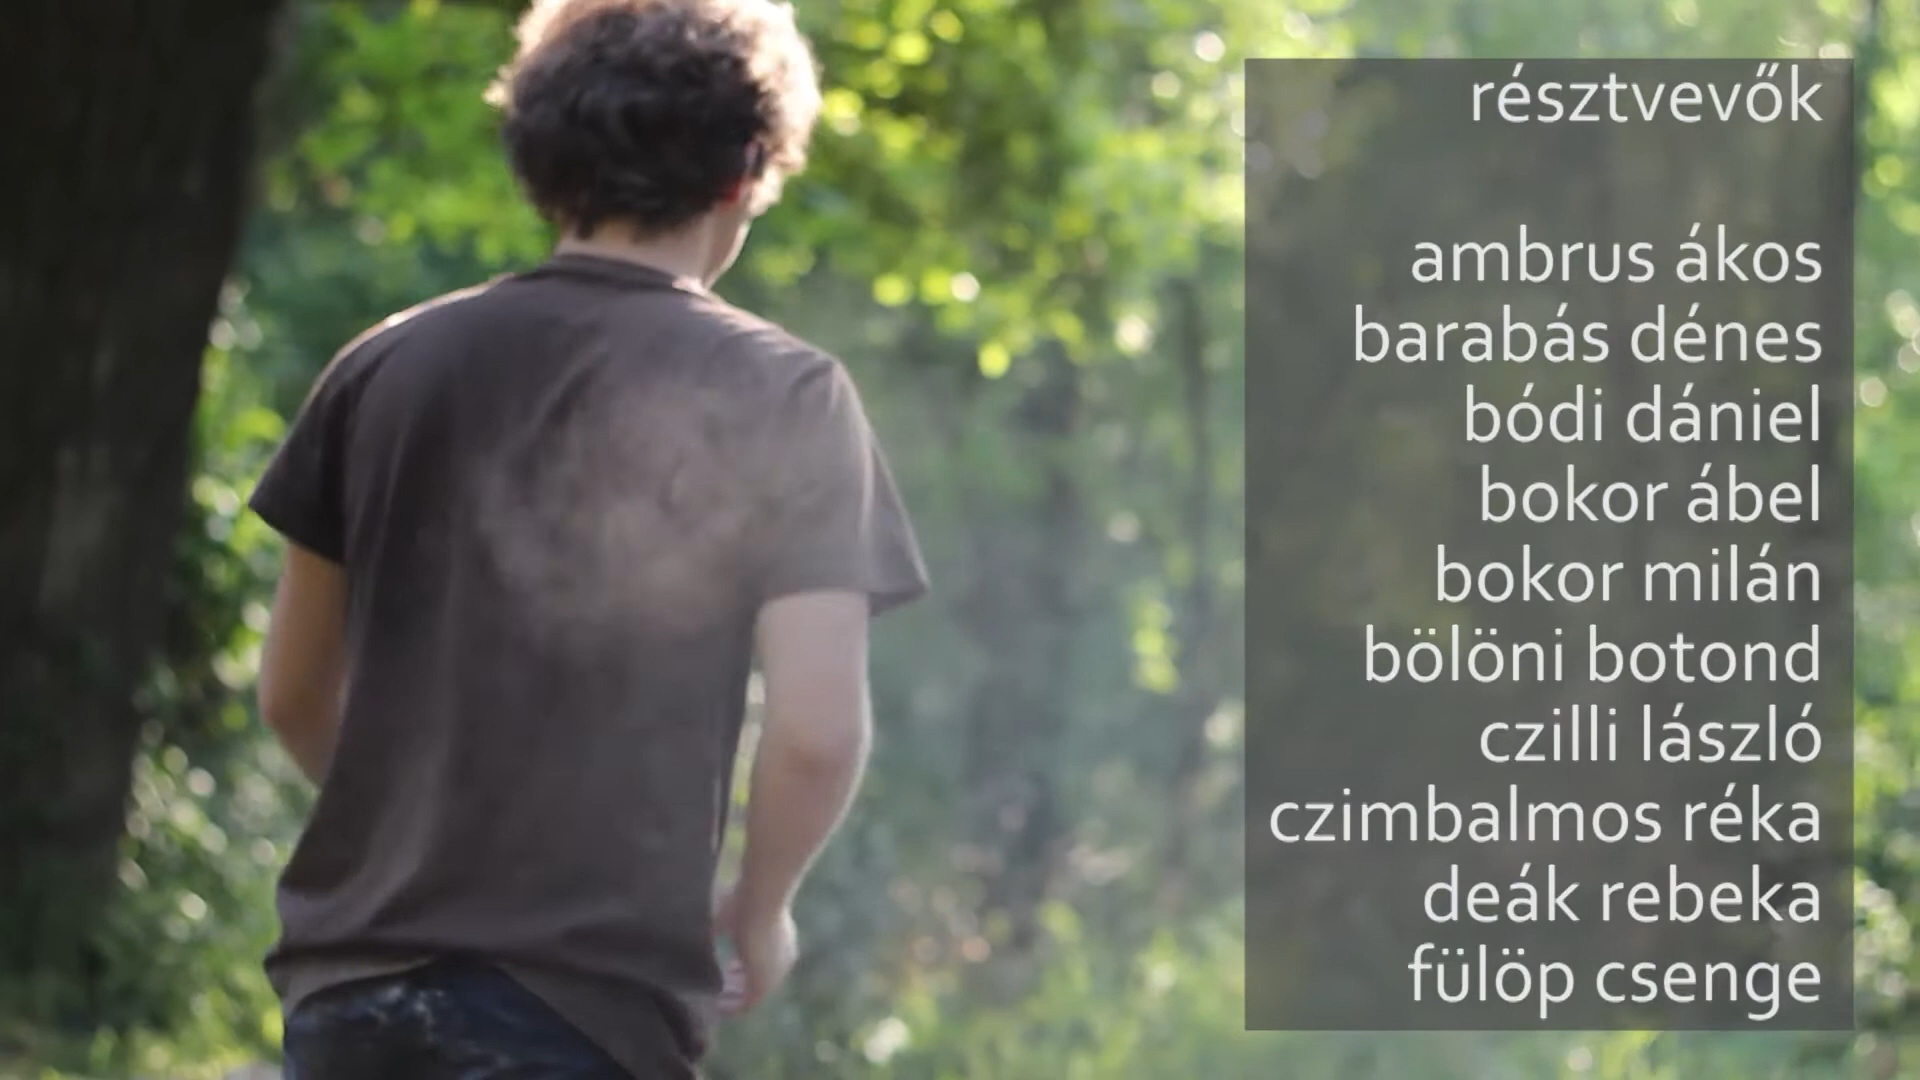 résztvevők
ambrus ákos
barabás dénes
bódi dániel
bokor ábel
bokor milán
bölöni botond
czilli lászló
czimbalmos réka
deák rebeka
fülöp csenge